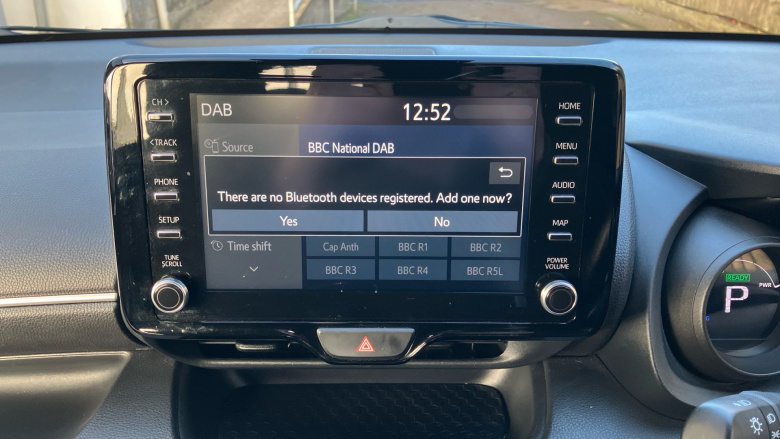 CH >
< TRACK
PHONE
SETUP
TUNE
SCROLL
DAB
12:52
Source
BBC National DAB
There are no Bluetooth devices registered. Add one now?
Yes
No
Time shift
Cap Anth
BBC R1
BBC R2
BBC R3
BBC R4
BBC R5L
HOME
MENU
AUDIO
MAP
POWER
VOLUME
READY
PWR
P